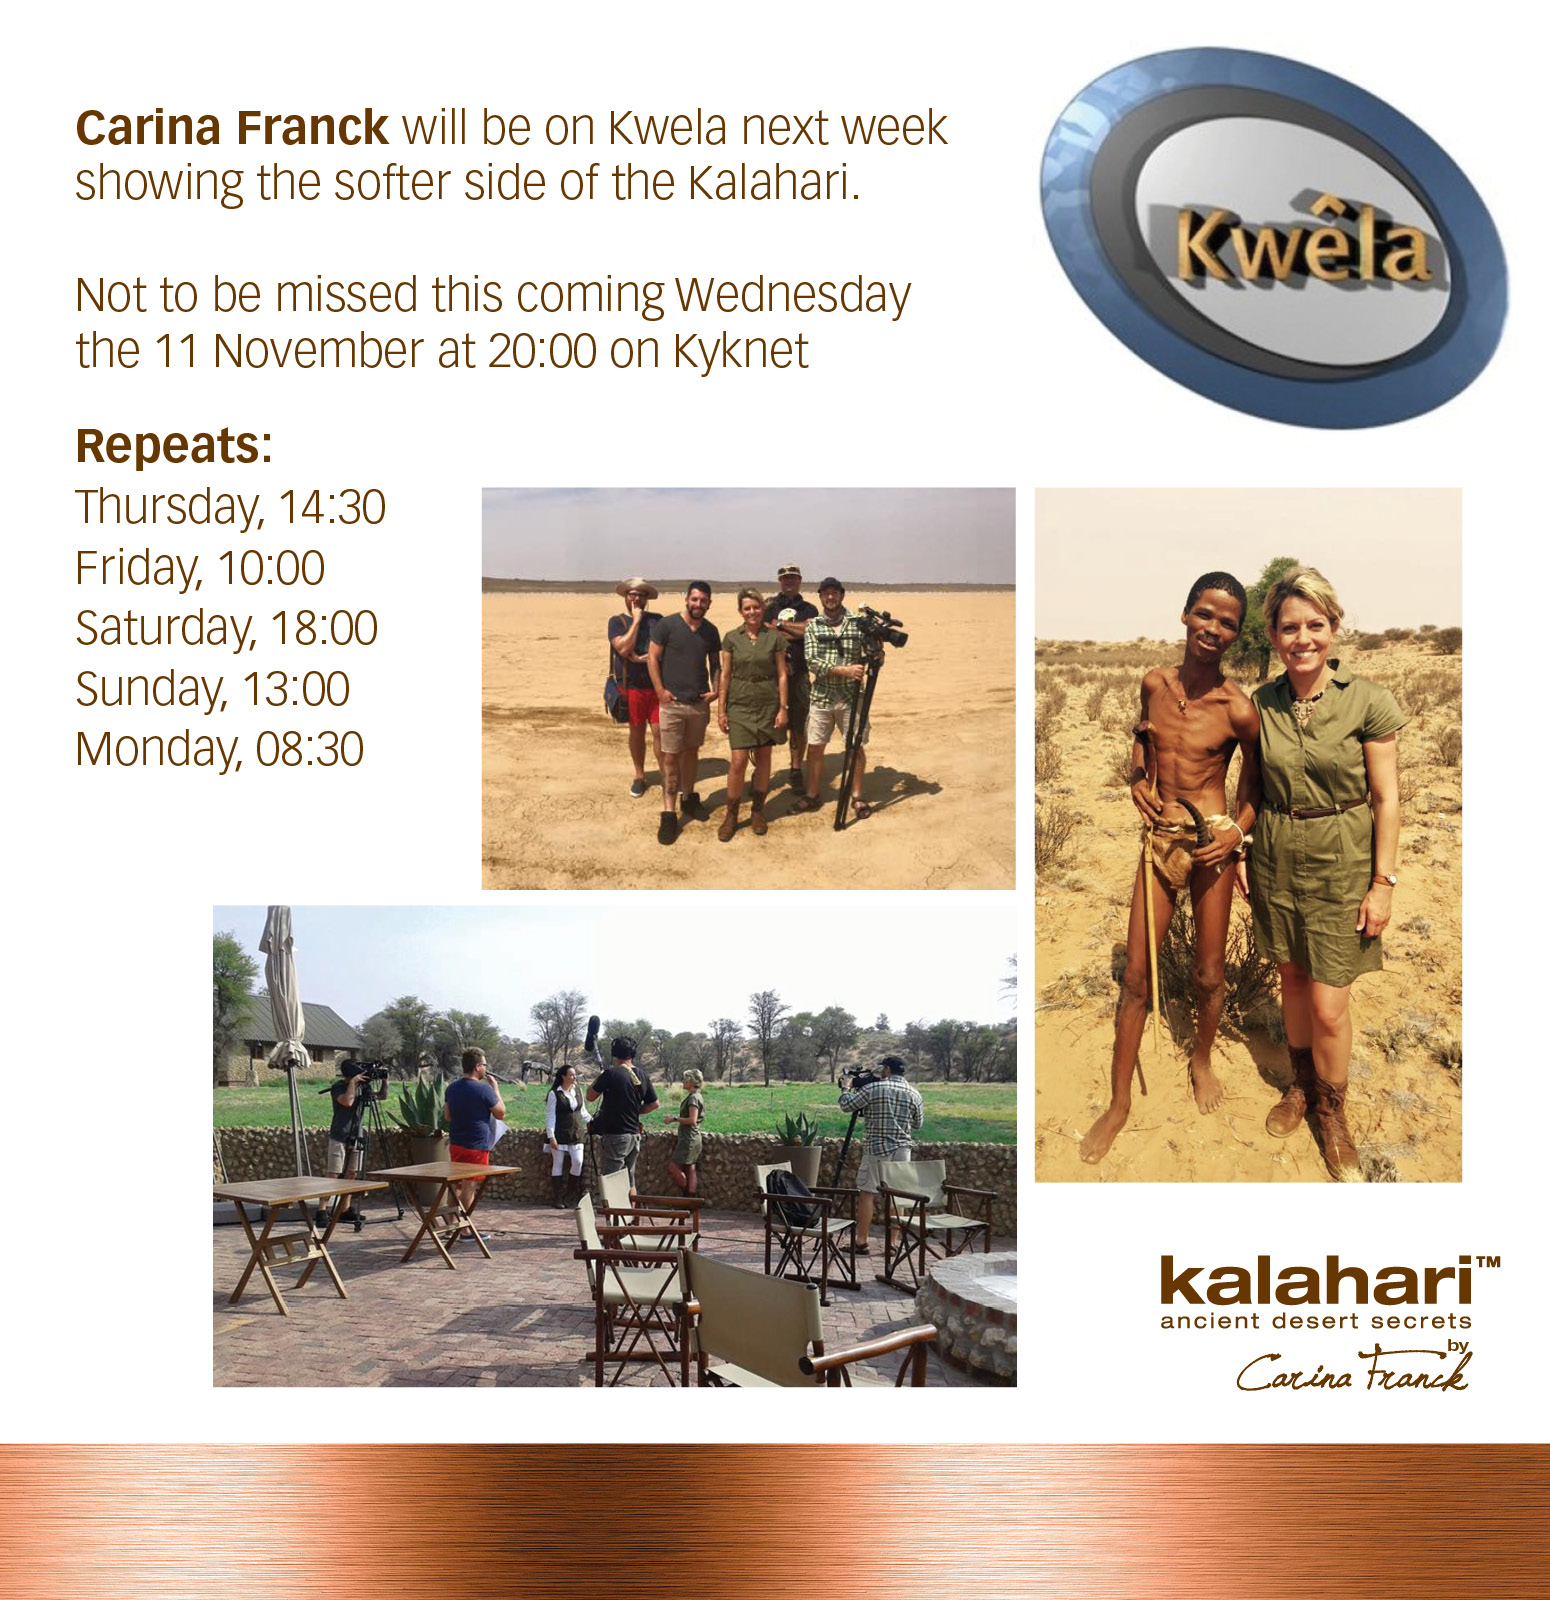 Carina Franck will be on Kwela next week
showing the softer side of the Kalahari.
Not to be missed this coming Wednesday
the 11 November at 20:00 on Kyknet
Repeats:
Thursday, 14:30
Friday, 10:00
Saturday, 18:00
Sunday, 13:00
Monday, 08:30
Kwêla
kalahari™
ancient desert secrets
by
Carina Franck